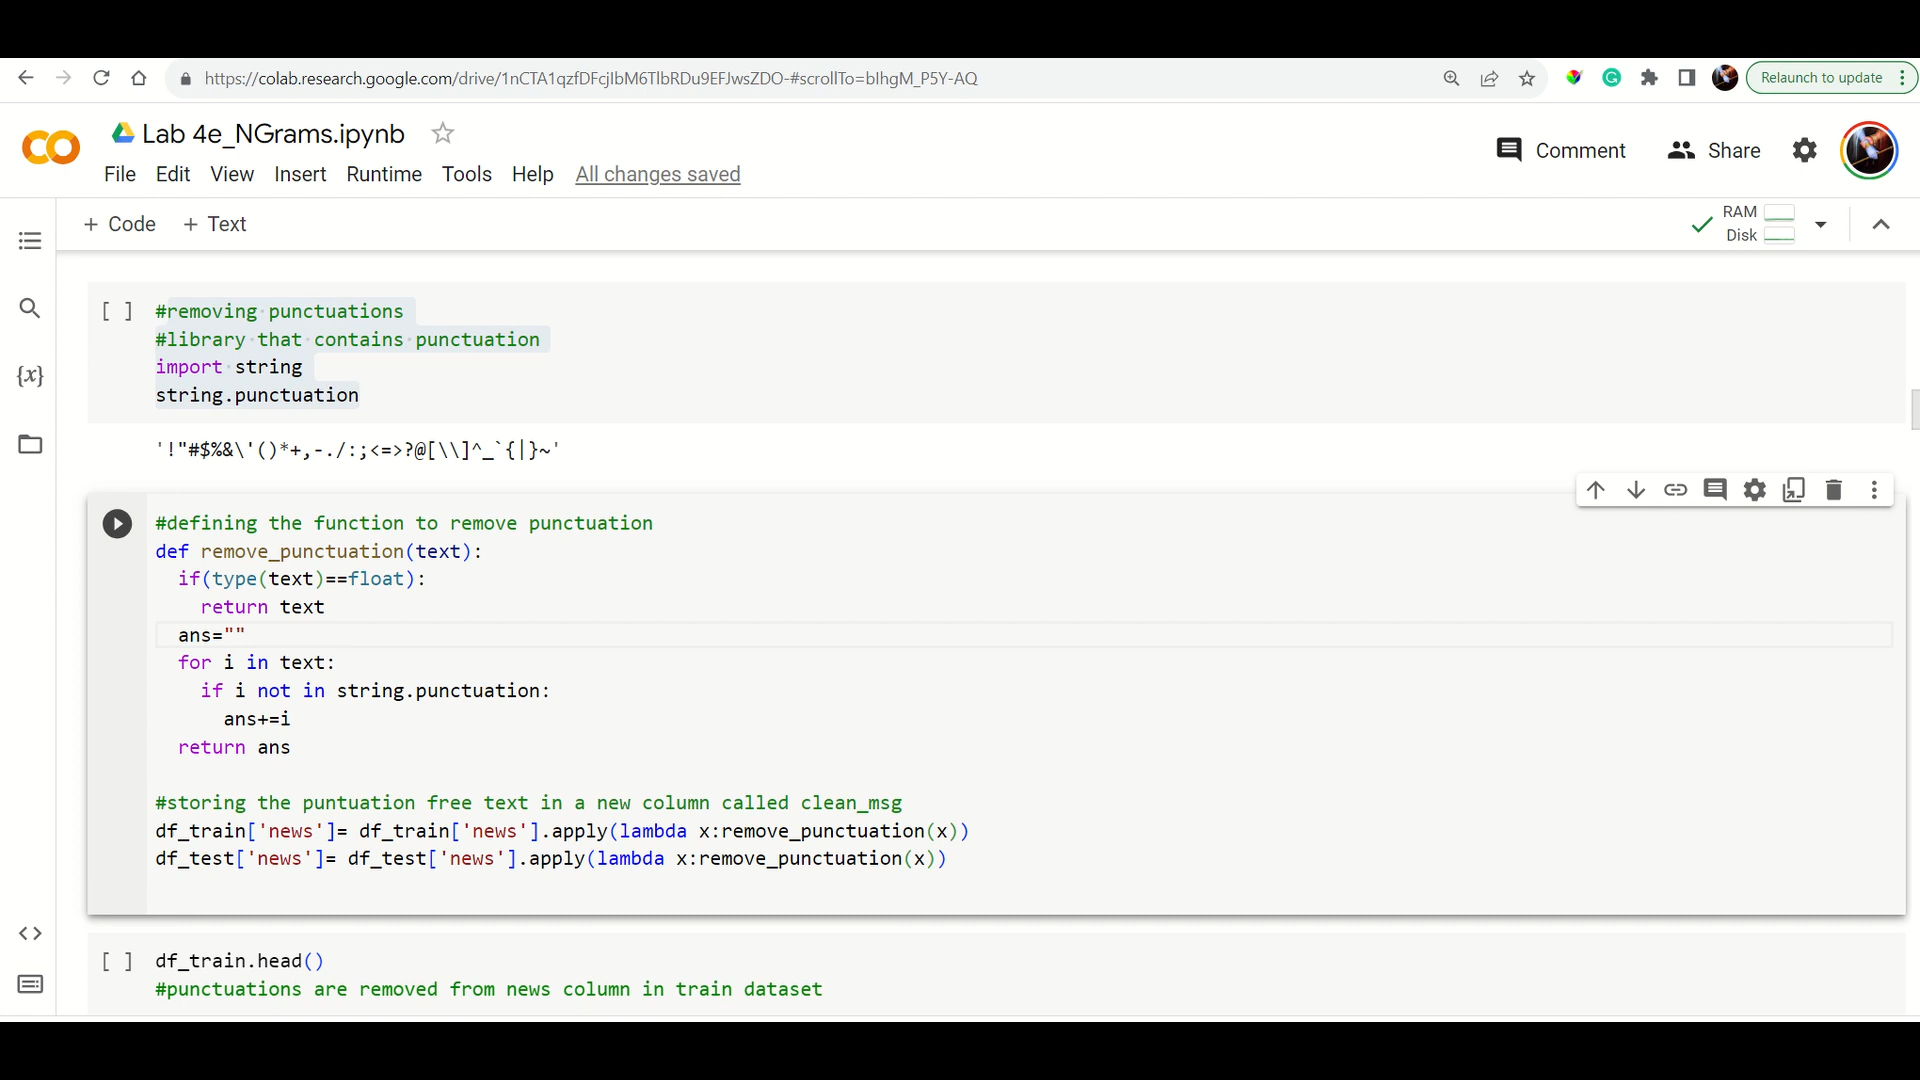 https://colab.research.google.com/drive/1nCTA1qzfDFcjIbM6TlbRDu9EFJwsZDO-#scrollTo=bIhgM_P5Y-AQ
Relaunch to update
Lab 4e_NGrams.ipynb
File Edit View Insert Runtime Tools Help All changes saved
Comment
Share
+ Code + Text
RAM
Disk
{x}
[ ] #removing punctuations
#library that contains punctuation
import string
string.punctuation
'!"#$%&\'()*+,-./:;<=>?@[\\]^_`{|}~'
#defining the function to remove punctuation
def remove_punctuation(text):
  if(type(text)==float):
    return text
  ans=""
  for i in text:
    if i not in string.punctuation:
      ans+=i
  return ans
#storing the puntuation free text in a new column called clean_msg
df_train['news']= df_train['news'].apply(lambda x:remove_punctuation(x))
df_test['news']= df_test['news'].apply(lambda x:remove_punctuation(x))
[ ] df_train.head()
#punctuations are removed from news column in train dataset